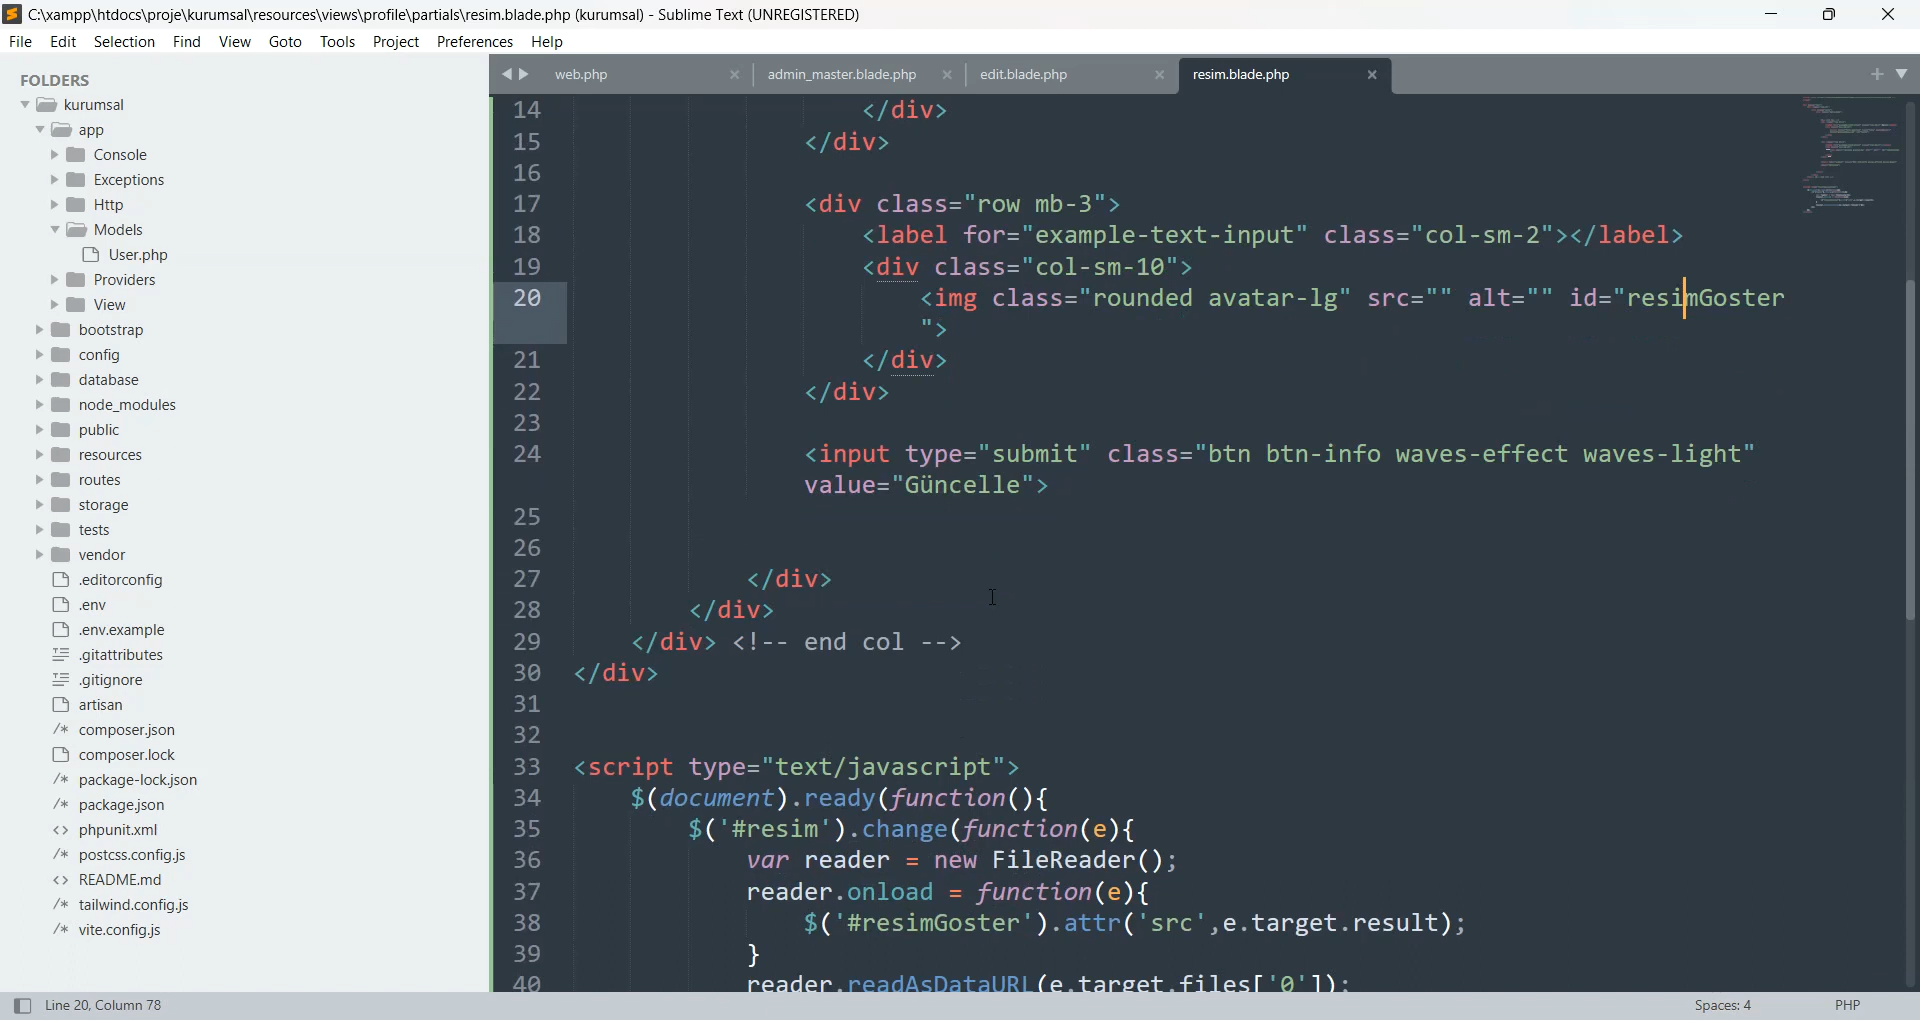 C:\xampp\htdocs\proje\kurumsal\resources\views\profile\partials\resim.blade.php (kurumsal) - Sublime Text (UNREGISTERED)
File Edit Selection Find View Goto Tools Project Preferences Help
FOLDERS
kurumsal
app
Console
Exceptions
Http
Models
User.php
Providers
View
bootstrap
config
database
node_modules
public
resources
routes
storage
tests
vendor
.editorconfig
.env
.env.example
.gitattributes
.gitignore
artisan
composer.json
composer.lock
package-lock.json
package.json
phpunit.xml
postcss.config.js
README.md
tailwind.config.js
vite.config.js
web.php admin_master.blade.php edit.blade.php resim.blade.php
14 </div>
15 </div>
16
17 <div class="row mb-3">
18 <label for="example-text-input" class="col-sm-2"></label>
19 <div class="col-sm-10">
20 <img class="rounded avatar-lg" src="" alt="" id="resimGoster
">
21 </div>
22 </div>
23
24 <input type="submit" class="btn btn-info waves-effect waves-light"
value="Güncelle">
25
26
27 </div>
28 </div>
29 </div> <!-- end col -->
30 </div>
31
32
33 <script type="text/javascript">
34 $(document).ready(function(){
35 $('#resim').change(function(e){
36 var reader = new FileReader();
37 reader.onload = function(e){
38 $('#resimGoster').attr('src',e.target.result);
39 }
40 reader.readAsDataURL(e.target.files['0']);
Line 20, Column 78
Spaces: 4
PHP